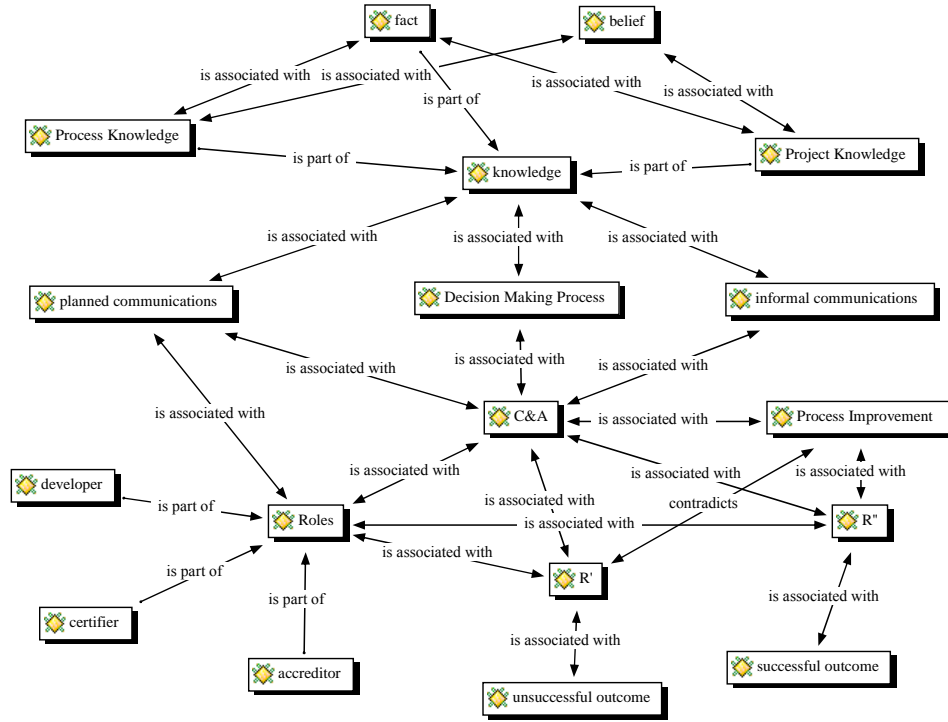 fact
belief
is associated with
is associated with
is part of
is associated with
is associated with
Process Knowledge
is part of
knowledge
is part of
Project Knowledge
is associated with
is associated with
is associated with
planned communications
Decision Making Process
informal communications
is associated with
is associated with
is associated with
is associated with
C&A
is associated with
Process Improvement
is associated with
is associated with
is associated with
developer
is part of
is associated with
contradicts
Roles
is associated with
R"
is associated with
is part of
R'
is part of
is associated with
certifier
is associated with
accreditor
successful outcome
unsuccessful outcome